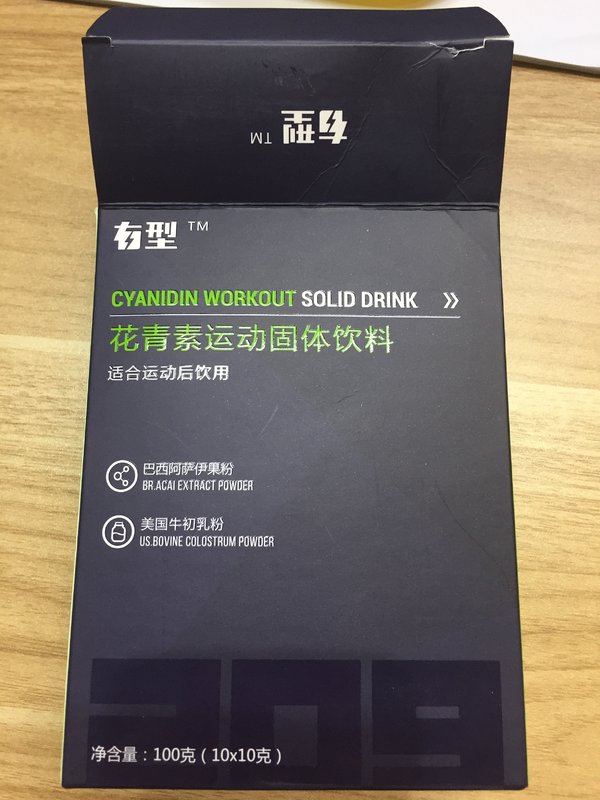 有型 TM
有型 TM
CYANIDIN WORKOUT SOLID DRINK
花青素运动固体饮料
适合运动后饮用
巴西阿萨伊果粉
BR.ACAI EXTRACT POWDER
美国牛初乳粉
US.BOVINE COLOSTRUM POWDER
209
净含量：100克（10x10克）